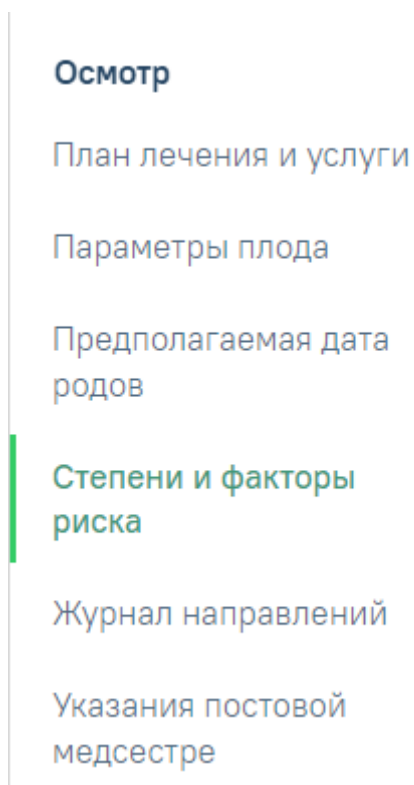 Осмотр
План лечения и услуги
Параметры плода
Предполагаемая дата
родов
Степени и факторы
риска
Журнал направлений
Указания постовой
медсестре